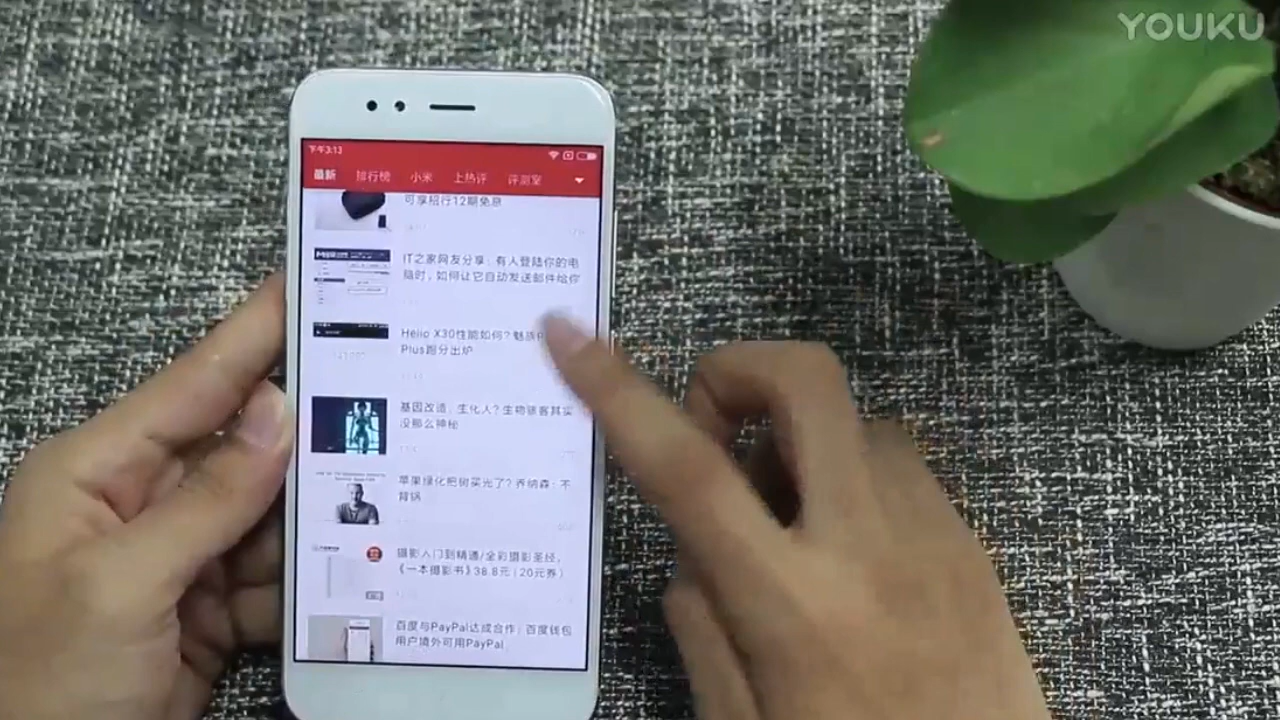 YOUKU
下午3:13
最新 排行榜 小米 上热评 评测室
可享招行12期免息
IT之家网友分享：有人登陆你的电
脑时，如何让它自动发送邮件给你
Helio X30性能如何？魅族
Plus跑分出炉
基因改造，生化人？生物骇客其实
没那么神秘
苹果绿化把树买光了？乔纳森：不
背锅
摄影入门到精通/全彩摄影圣经，
《一本摄影书》38.8元（20元券）
百度与PayPal达成合作：百度钱包
用户境外可用PayPal